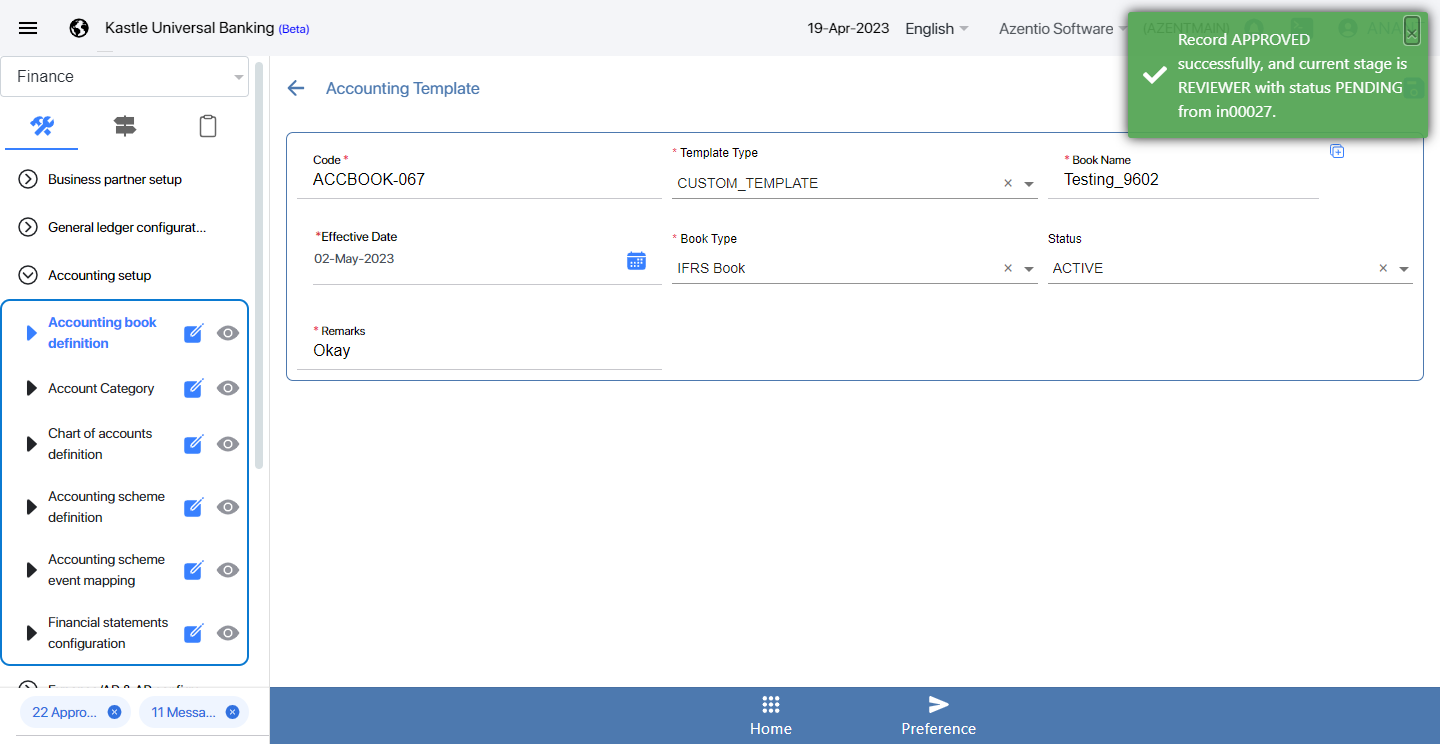 Kastle Universal Banking (Beta)
19-Apr-2023
English
Azentio Software
(AZENTMAIN)
Record APPROVED
successfully, and current stage is
REVIEWER with status PENDING
from in00027.
Finance
Accounting Template
Business partner setup
General ledger configurat...
Accounting setup
Accounting book
definition
Account Category
Chart of accounts
definition
Accounting scheme
definition
Accounting scheme
event mapping
Financial statements
configuration
22 Appro...
11 Messa...
Code *
ACCBOOK-067
* Template Type
CUSTOM_TEMPLATE
* Book Name
Testing_9602
*Effective Date
02-May-2023
* Book Type
IFRS Book
Status
ACTIVE
* Remarks
Okay
Home
Preference